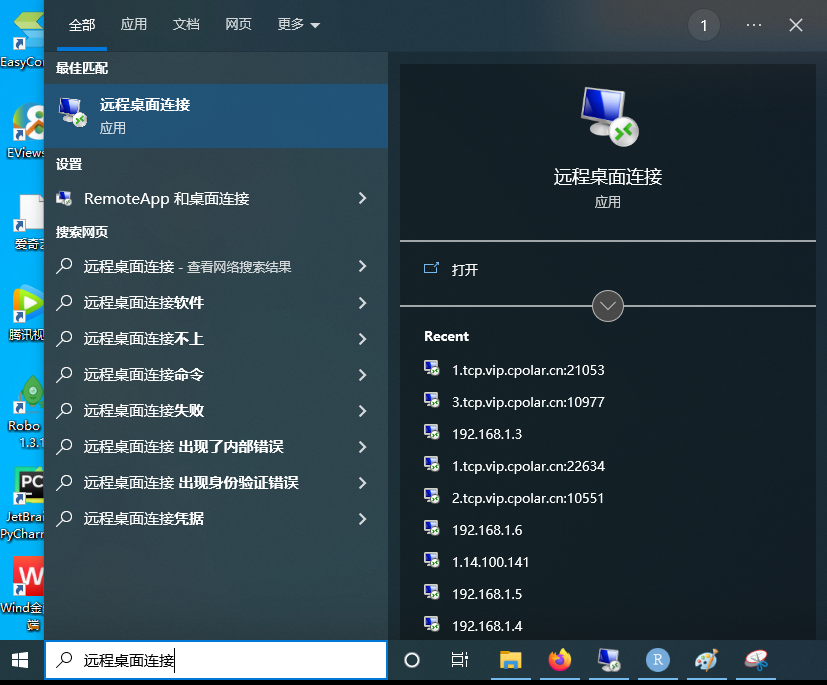 全部 应用 文档 网页 更多 1 ...
最佳匹配
远程桌面连接
应用
设置
RemoteApp 和桌面连接
搜索网页
远程桌面连接 - 查看网络搜索结果
远程桌面连接软件
远程桌面连接不上
远程桌面连接命令
远程桌面连接失败
远程桌面连接 出现了内部错误
远程桌面连接 出现身份验证错误
远程桌面连接凭据
远程桌面连接
应用
打开
Recent
1.tcp.vip.cpolar.cn:21053
3.tcp.vip.cpolar.cn:10977
192.168.1.3
1.tcp.vip.cpolar.cn:22634
2.tcp.vip.cpolar.cn:10551
192.168.1.6
1.14.100.141
192.168.1.5
192.168.1.4
EasyCo
EViews
爱奇
腾讯视
Robo
1.3.1
PC
JetBrai
PyChar
W
Wind金
端
远程桌面连接
R